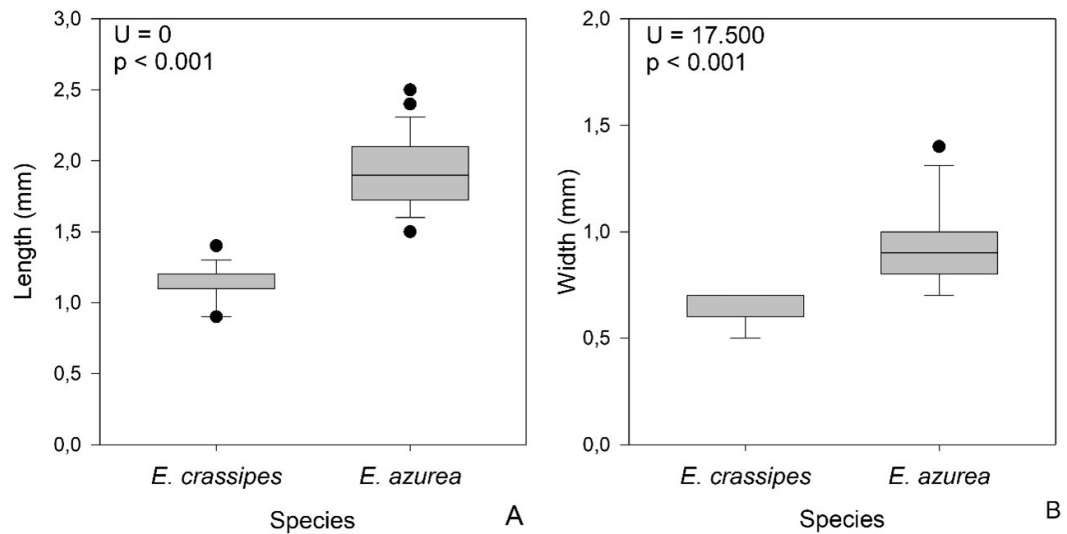 U = 0
p < 0.001
3,0
2,5
2,0
1,5
1,0
0,5
0,0
Length (mm)
E. crassipes
E. azurea
Species
A
U = 17.500
p < 0.001
2,0
1,5
1,0
0,5
0,0
Width (mm)
E. crassipes
E. azurea
Species
B